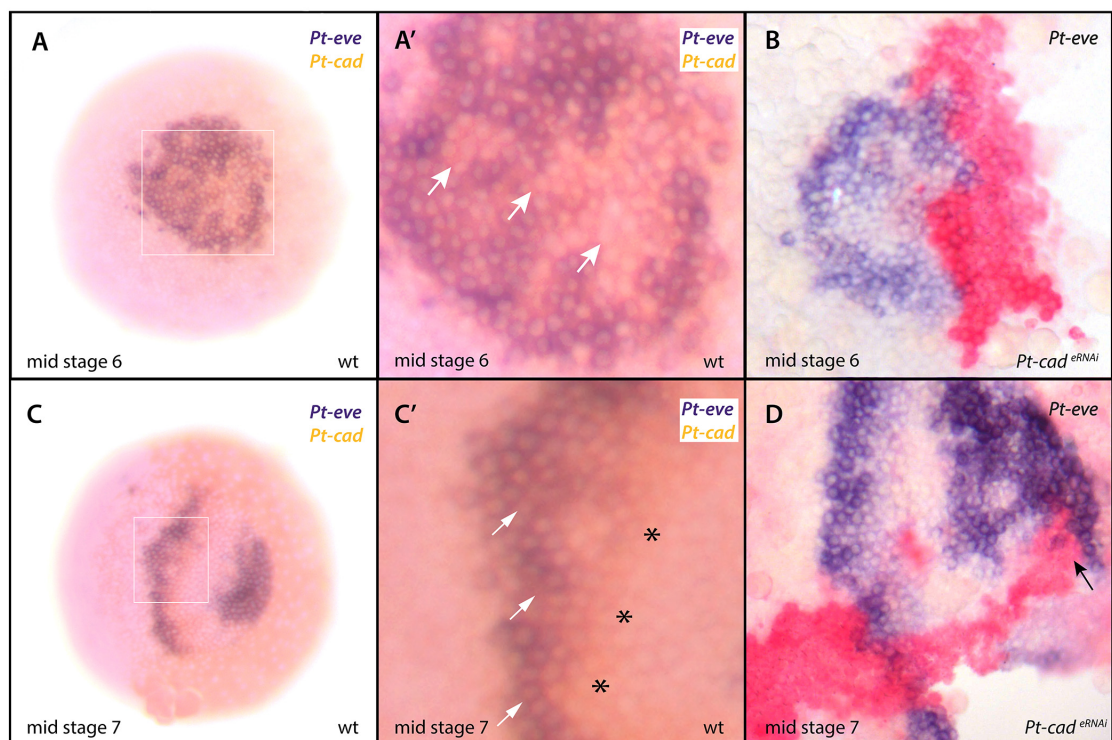 A
Pt-eve
Pt-cad
mid stage 6
wt
A’
Pt-eve
Pt-cad
mid stage 6
wt
B
Pt-eve
mid stage 6
Pt-cad eRNAi
C
Pt-eve
Pt-cad
mid stage 7
wt
C’
Pt-eve
Pt-cad
*
*
*
mid stage 7
wt
D
Pt-eve
mid stage 7
Pt-cad eRNAi